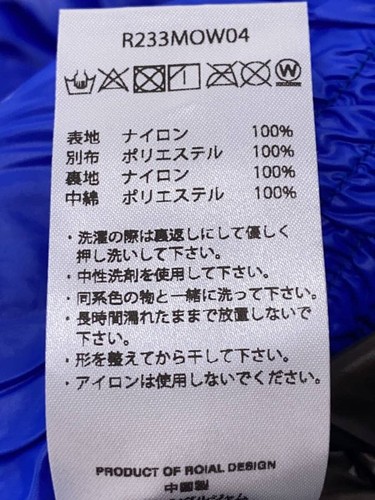 R233MOW04
W
表地 ナイロン 100%
別布 ポリエステル 100%
裏地 ナイロン 100%
中綿 ポリエステル 100%
・洗濯の際は裏返しにして優しく
押し洗いして下さい。
・中性洗剤を使用して下さい。
・同系色の物と一緒に洗って下さい。
・長時間濡れたままで放置しないで
下さい。
・形を整えてから干して下さい。
・アイロンは使用しないでください。
PRODUCT OF ROIAL DESIGN
中國製